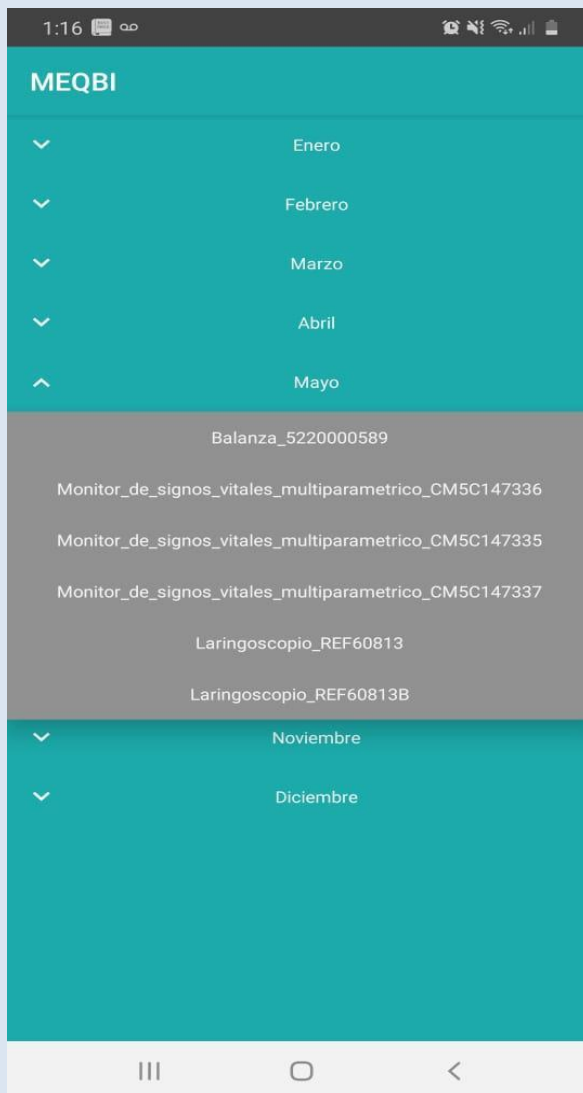 1:16
MEQBI
Enero
Febrero
Marzo
Abril
Mayo
Balanza_5220000589
Monitor_de_signos_vitales_multiparametrico_CM5C147336
Monitor_de_signos_vitales_multiparametrico_CM5C147335
Monitor_de_signos_vitales_multiparametrico_CM5C147337
Laringoscopio_REF60813
Laringoscopio_REF60813B
Noviembre
Diciembre